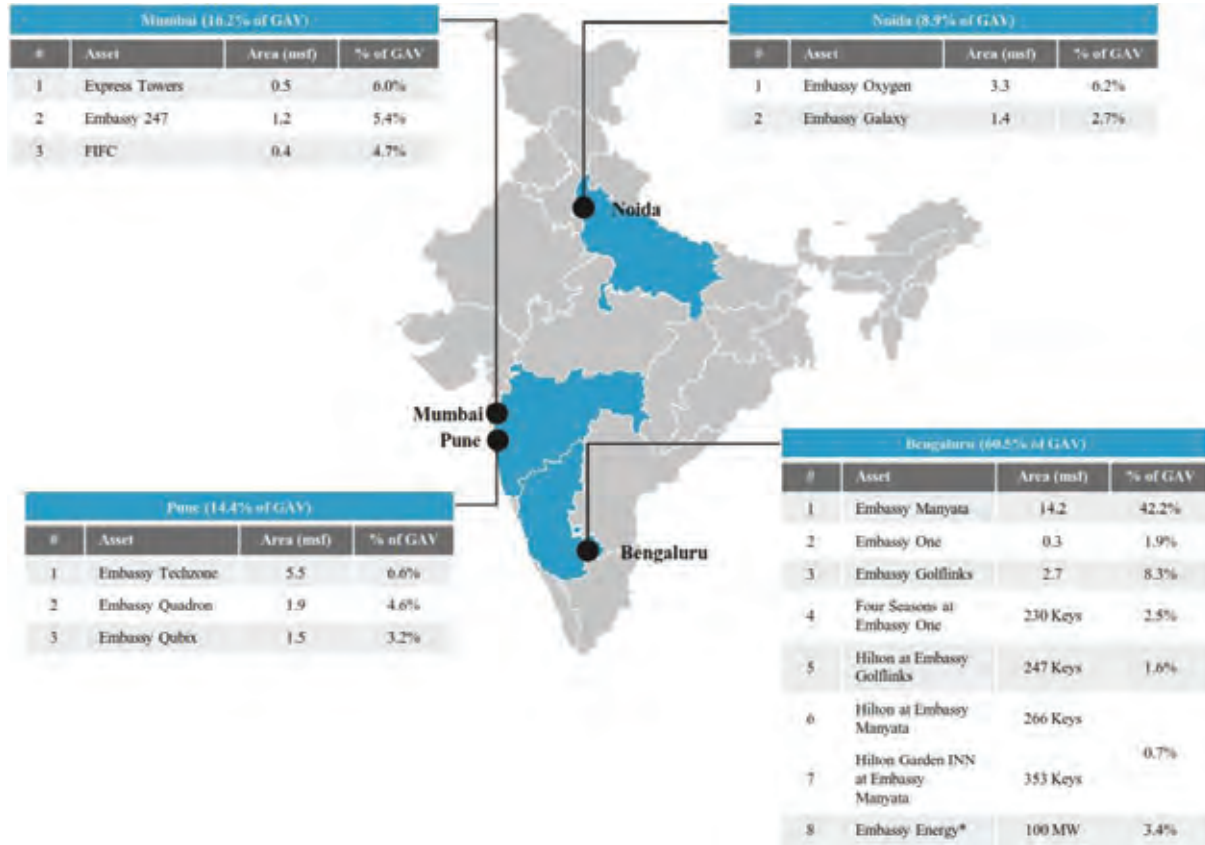 Mumbai (16.2% of GAV)
# Asset Area (msf) % of GAV
1 Express Towers 0.5 6.0%
2 Embassy 247 1.2 5.4%
3 FIFC 0.4 4.7%
Noida (8.9% of GAV)
# Asset Area (msf) % of GAV
1 Embassy Oxygen 3.3 6.2%
2 Embassy Galaxy 1.4 2.7%
Noida
Mumbai
Pune
Bengaluru
Pune (14.4% of GAV)
# Asset Area (msf) % of GAV
1 Embassy Techzone 5.5 6.6%
2 Embassy Quadron 1.9 4.6%
3 Embassy Qubix 1.5 3.2%
Bengaluru (60.5% of GAV)
# Asset Area (msf) % of GAV
1 Embassy Manyata 14.2 42.2%
2 Embassy One 0.3 1.9%
3 Embassy Golflinks 2.7 8.3%
4 Four Seasons at
Embassy One 230 Keys 2.5%
5 Hilton at Embassy
Golflinks 247 Keys 1.6%
6 Hilton at Embassy
Manyata 266 Keys
0.7%
7 Hilton Garden INN
at Embassy
Manyata 353 Keys
8 Embassy Energy* 100 MW 3.4%